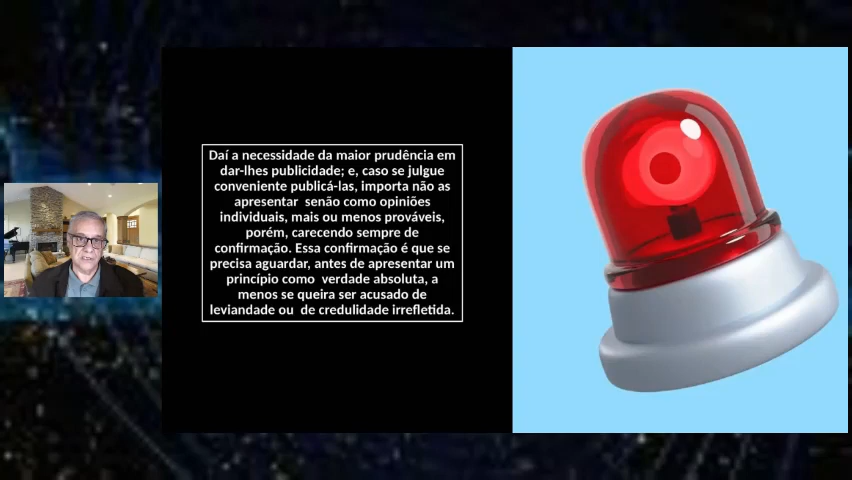 Daí a necessidade da maior prudência em
dar-lhes publicidade; e, caso se julgue
conveniente publicá-las, importa não as
apresentar senão como opiniões
individuais, mais ou menos prováveis,
porém, carecendo sempre de
confirmação. Essa confirmação é que se
precisa aguardar, antes de apresentar um
princípio como verdade absoluta, a
menos se queira ser acusado de
leviandade ou de credulidade irrefletida.